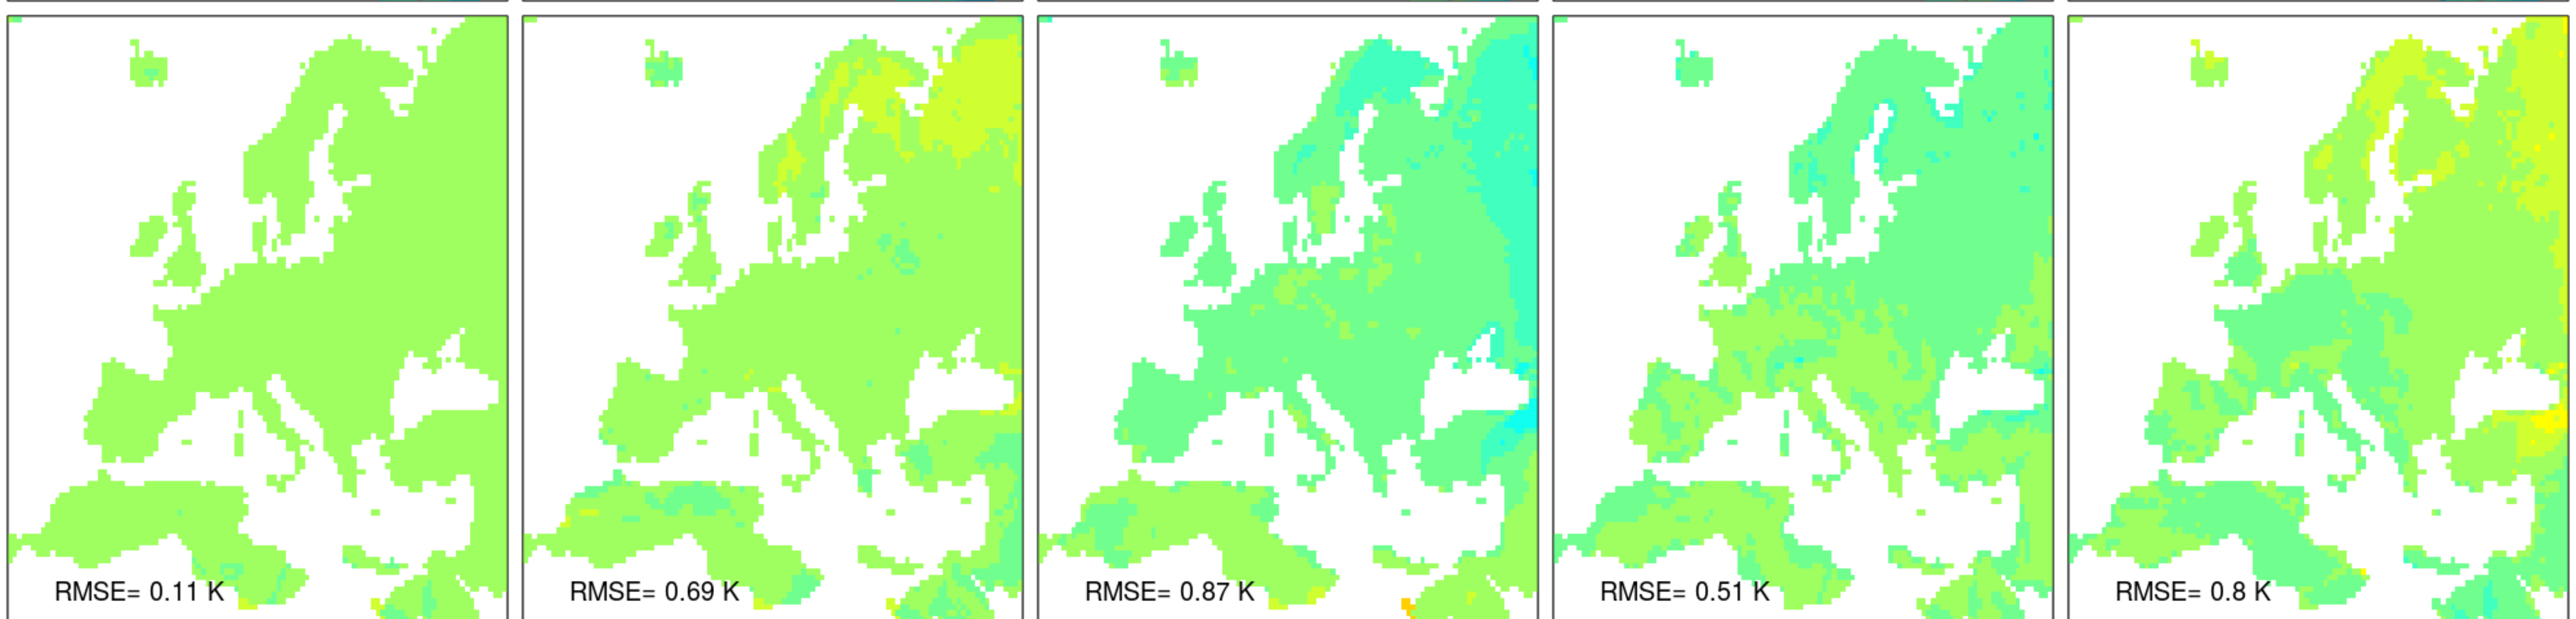 RMSE= 0.11 K
RMSE= 0.69 K
RMSE= 0.87 K
RMSE= 0.51 K
RMSE= 0.8 K